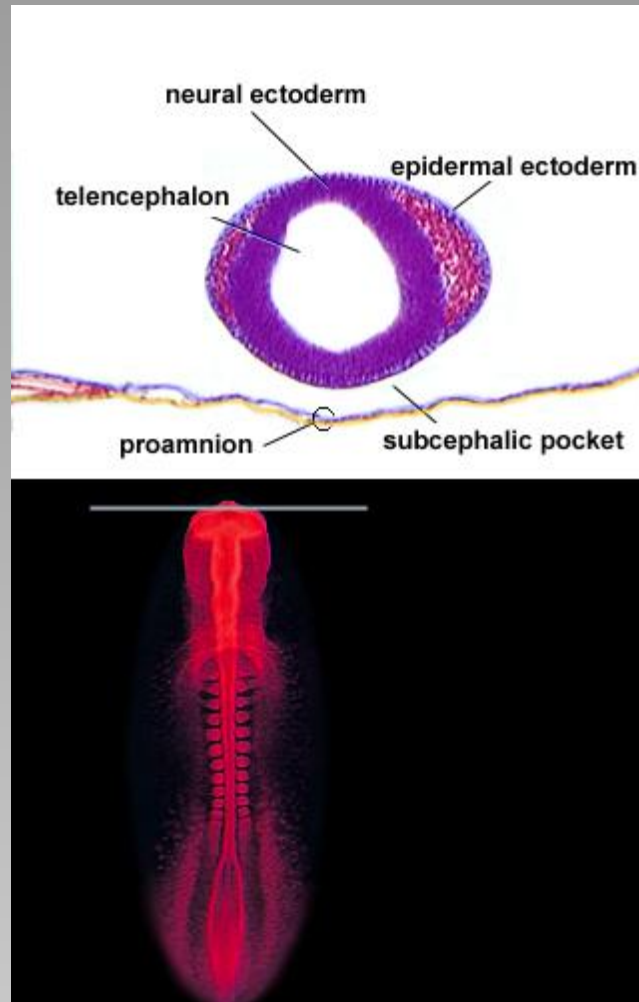 neural ectoderm
epidermal ectoderm
telencephalon
proamnion
subcephalic pocket